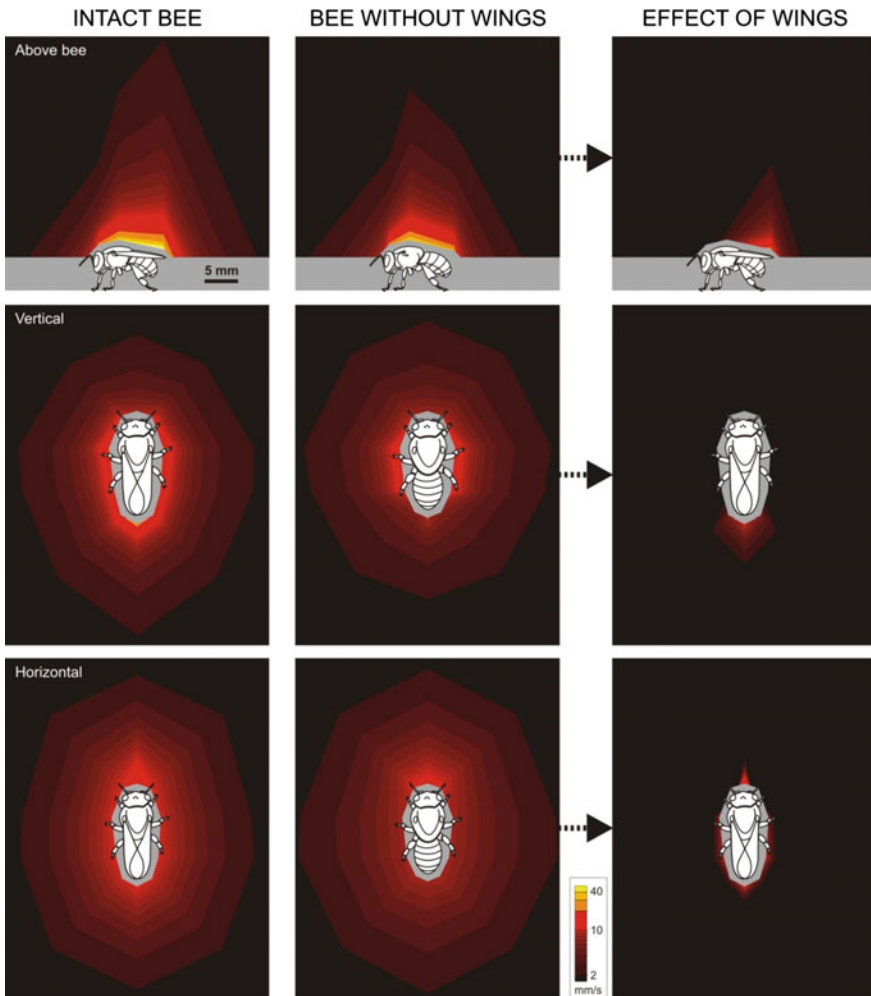 INTACT BEE
BEE WITHOUT WINGS
EFFECT OF WINGS
Above bee
5 mm
Vertical
Horizontal
40
10
2
mm/s